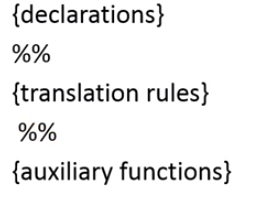 {declarations}
%%
{translation rules}
%%
{auxiliary functions}